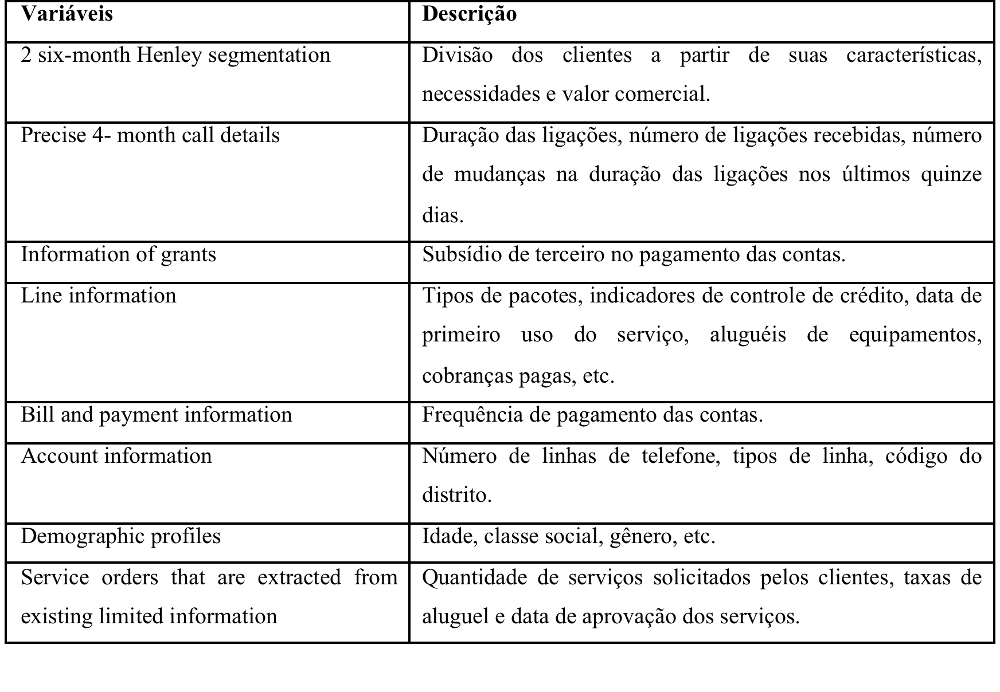 Variáveis
Descrição
2 six-month Henley segmentation
Divisão dos clientes a partir de suas características,
necessidades e valor comercial.
Precise 4- month call details
Duração das ligações, número de ligações recebidas, número
de mudanças na duração das ligações nos últimos quinze
dias.
Information of grants
Subsídio de terceiro no pagamento das contas.
Line information
Tipos de pacotes, indicadores de controle de crédito, data de
primeiro uso do serviço, aluguéis de equipamentos,
cobranças pagas, etc.
Bill and payment information
Frequência de pagamento das contas.
Account information
Número de linhas de telefone, tipos de linha, código do
distrito.
Demographic profiles
Idade, classe social, gênero, etc.
Service orders that are extracted from
existing limited information
Quantidade de serviços solicitados pelos clientes, taxas de
aluguel e data de aprovação dos serviços.